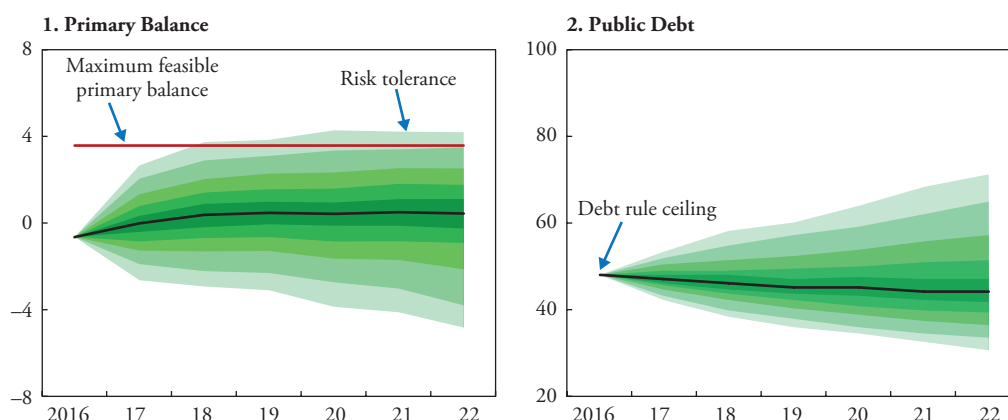 1. Primary Balance
8
Maximum feasible
primary balance
Risk tolerance
4
0
–4
–8
2016 17 18 19 20 21 22
2. Public Debt
100
80
Debt rule ceiling
60
40
20
2016 17 18 19 20 21 22